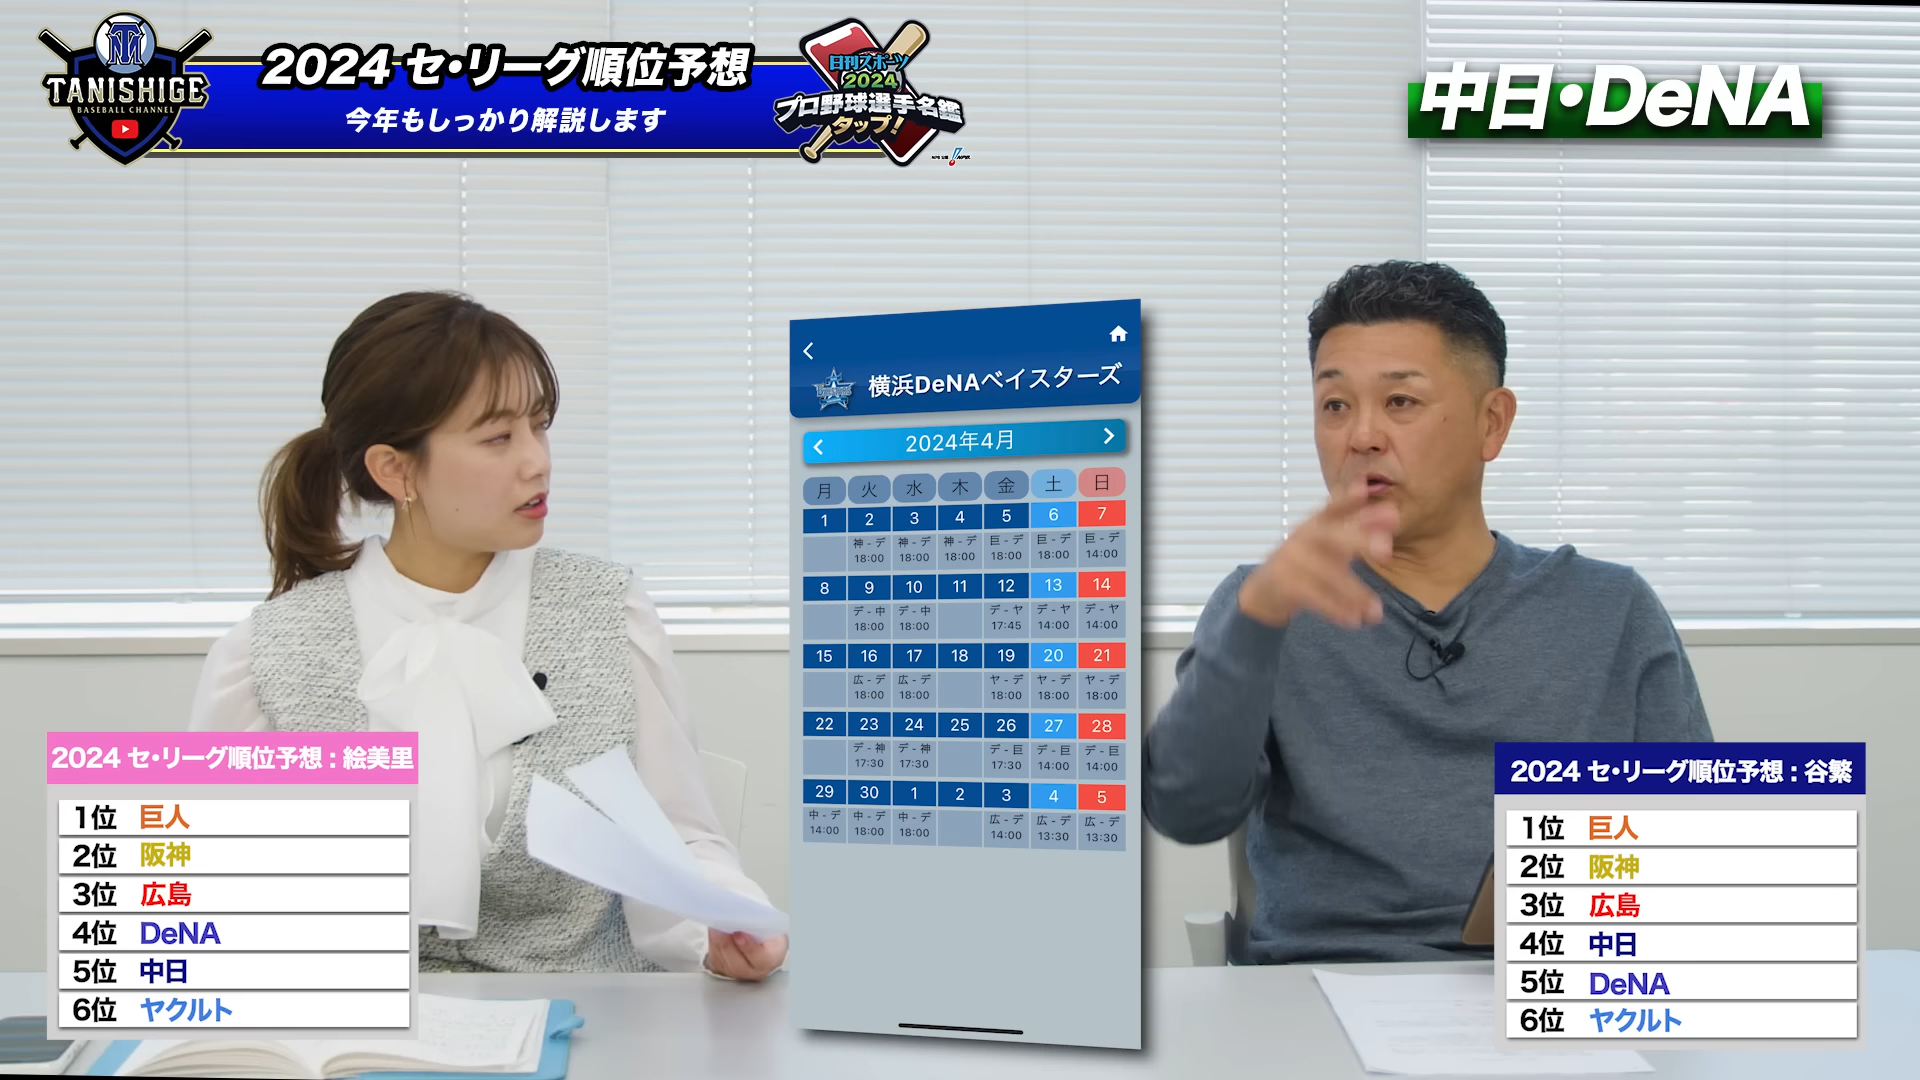 TANISHIGE
BASEBALL CHANNEL
2024 セ・リーグ順位予想
今年もしっかり解説します
日刊スポーツ
2024
プロ野球選手名鑑
タップ!
中日・DeNA
横浜DeNAベイスターズ
2024年4月
月 火 水 木 金 土 日
1 2 3 4 5 6 7
神-デ 神-デ 神-デ 巨-デ 巨-デ 巨-デ
18:00 18:00 18:00 18:00 18:00 14:00
8 9 10 11 12 13 14
デ-中 デ-中 デ-ヤ デ-ヤ デ-ヤ
18:00 18:00 17:45 14:00 14:00
15 16 17 18 19 20 21
広-デ 広-デ ヤ-デ ヤ-デ ヤ-デ
18:00 18:00 18:00 18:00 18:00
22 23 24 25 26 27 28
デ-神 デ-神 デ-巨 デ-巨 デ-巨
17:30 17:30 17:30 14:00 14:00
29 30 1 2 3 4 5
中-デ 中-デ 中-デ 広-デ 広-デ 広-デ
14:00 18:00 18:00 14:00 13:30 13:30
2024 セ・リーグ順位予想:絵美里
1位 巨人
2位 阪神
3位 広島
4位 DeNA
5位 中日
6位 ヤクルト
2024 セ・リーグ順位予想:谷繁
1位 巨人
2位 阪神
3位 広島
4位 中日
5位 DeNA
6位 ヤクルト